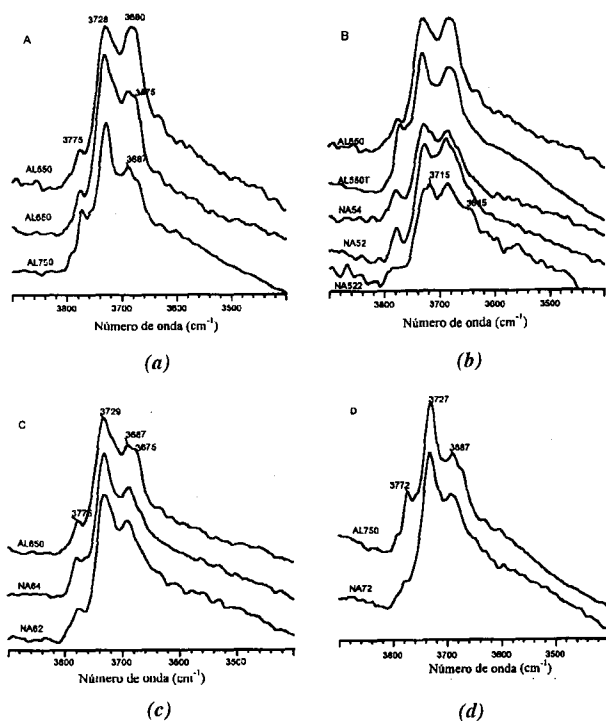 A
3728
3680
3675
3775
3687
AL550
AL650
AL750
3800
3700
3600
3500
Número de onda (cm⁻¹)
(a)
B
3715
3645
AL550
AL550T
NA54
NA52
NA522
3800
3700
3600
3500
Número de onda (cm⁻¹)
(b)
C
3729
3687
3675
3775
AL650
NA64
NA62
3800
3700
3600
3500
Número de onda (cm⁻¹)
(c)
D
3727
3772
3687
AL750
NA72
3800
3700
3600
3500
Número de onda (cm⁻¹)
(d)